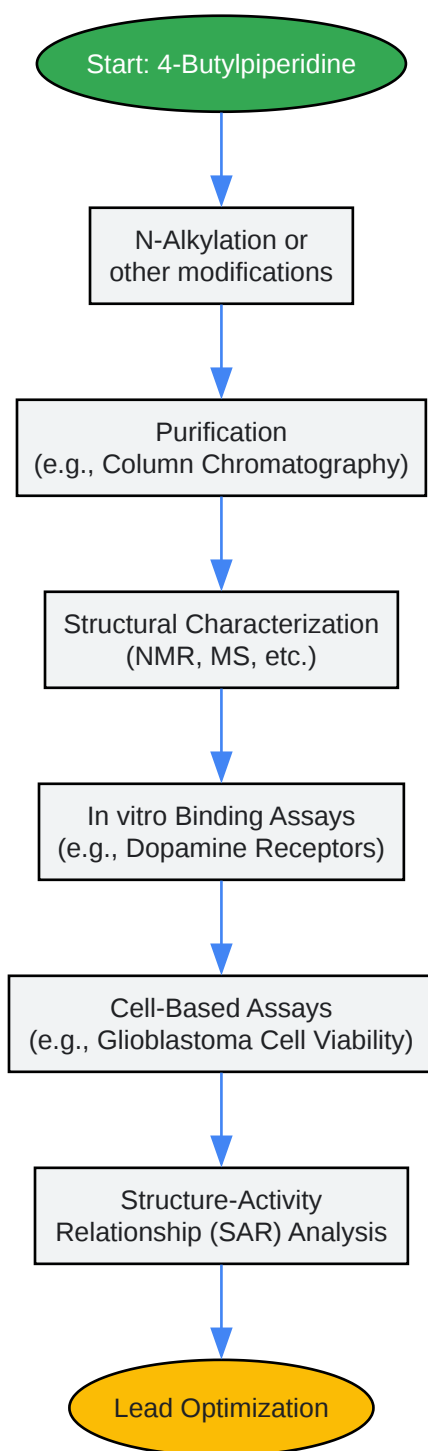 Start: 4-Butylpiperidine
N-Alkylation or
other modifications
Purification
(e.g., Column Chromatography)
Structural Characterization
(NMR, MS, etc.)
In vitro Binding Assays
(e.g., Dopamine Receptors)
Cell-Based Assays
(e.g., Glioblastoma Cell Viability)
Structure-Activity
Relationship (SAR) Analysis
Lead Optimization